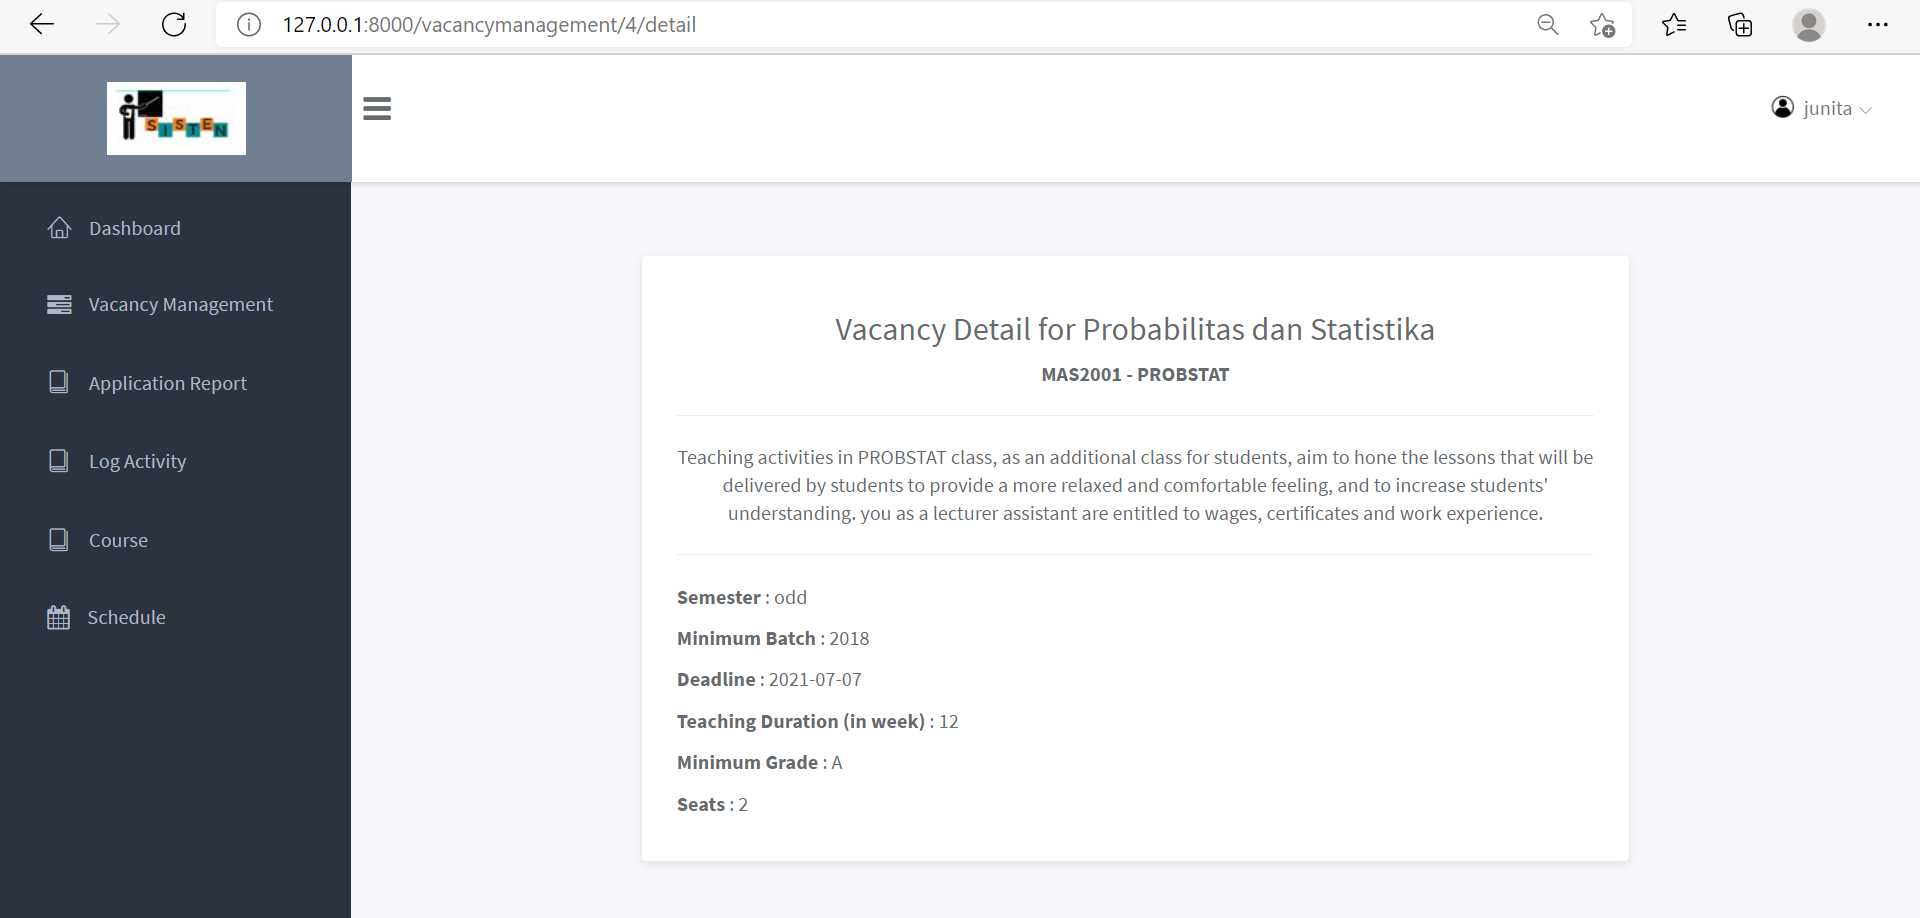 127.0.0.1:8000/vacancymanagement/4/detail
SISTEN
junita
Dashboard
Vacancy Management
Application Report
Log Activity
Course
Schedule
Vacancy Detail for Probabilitas dan Statistika
MAS2001 - PROBSTAT
Teaching activities in PROBSTAT class, as an additional class for students, aim to hone the lessons that will be
delivered by students to provide a more relaxed and comfortable feeling, and to increase students'
understanding. you as a lecturer assistant are entitled to wages, certificates and work experience.
Semester : odd
Minimum Batch : 2018
Deadline : 2021-07-07
Teaching Duration (in week) : 12
Minimum Grade : A
Seats : 2